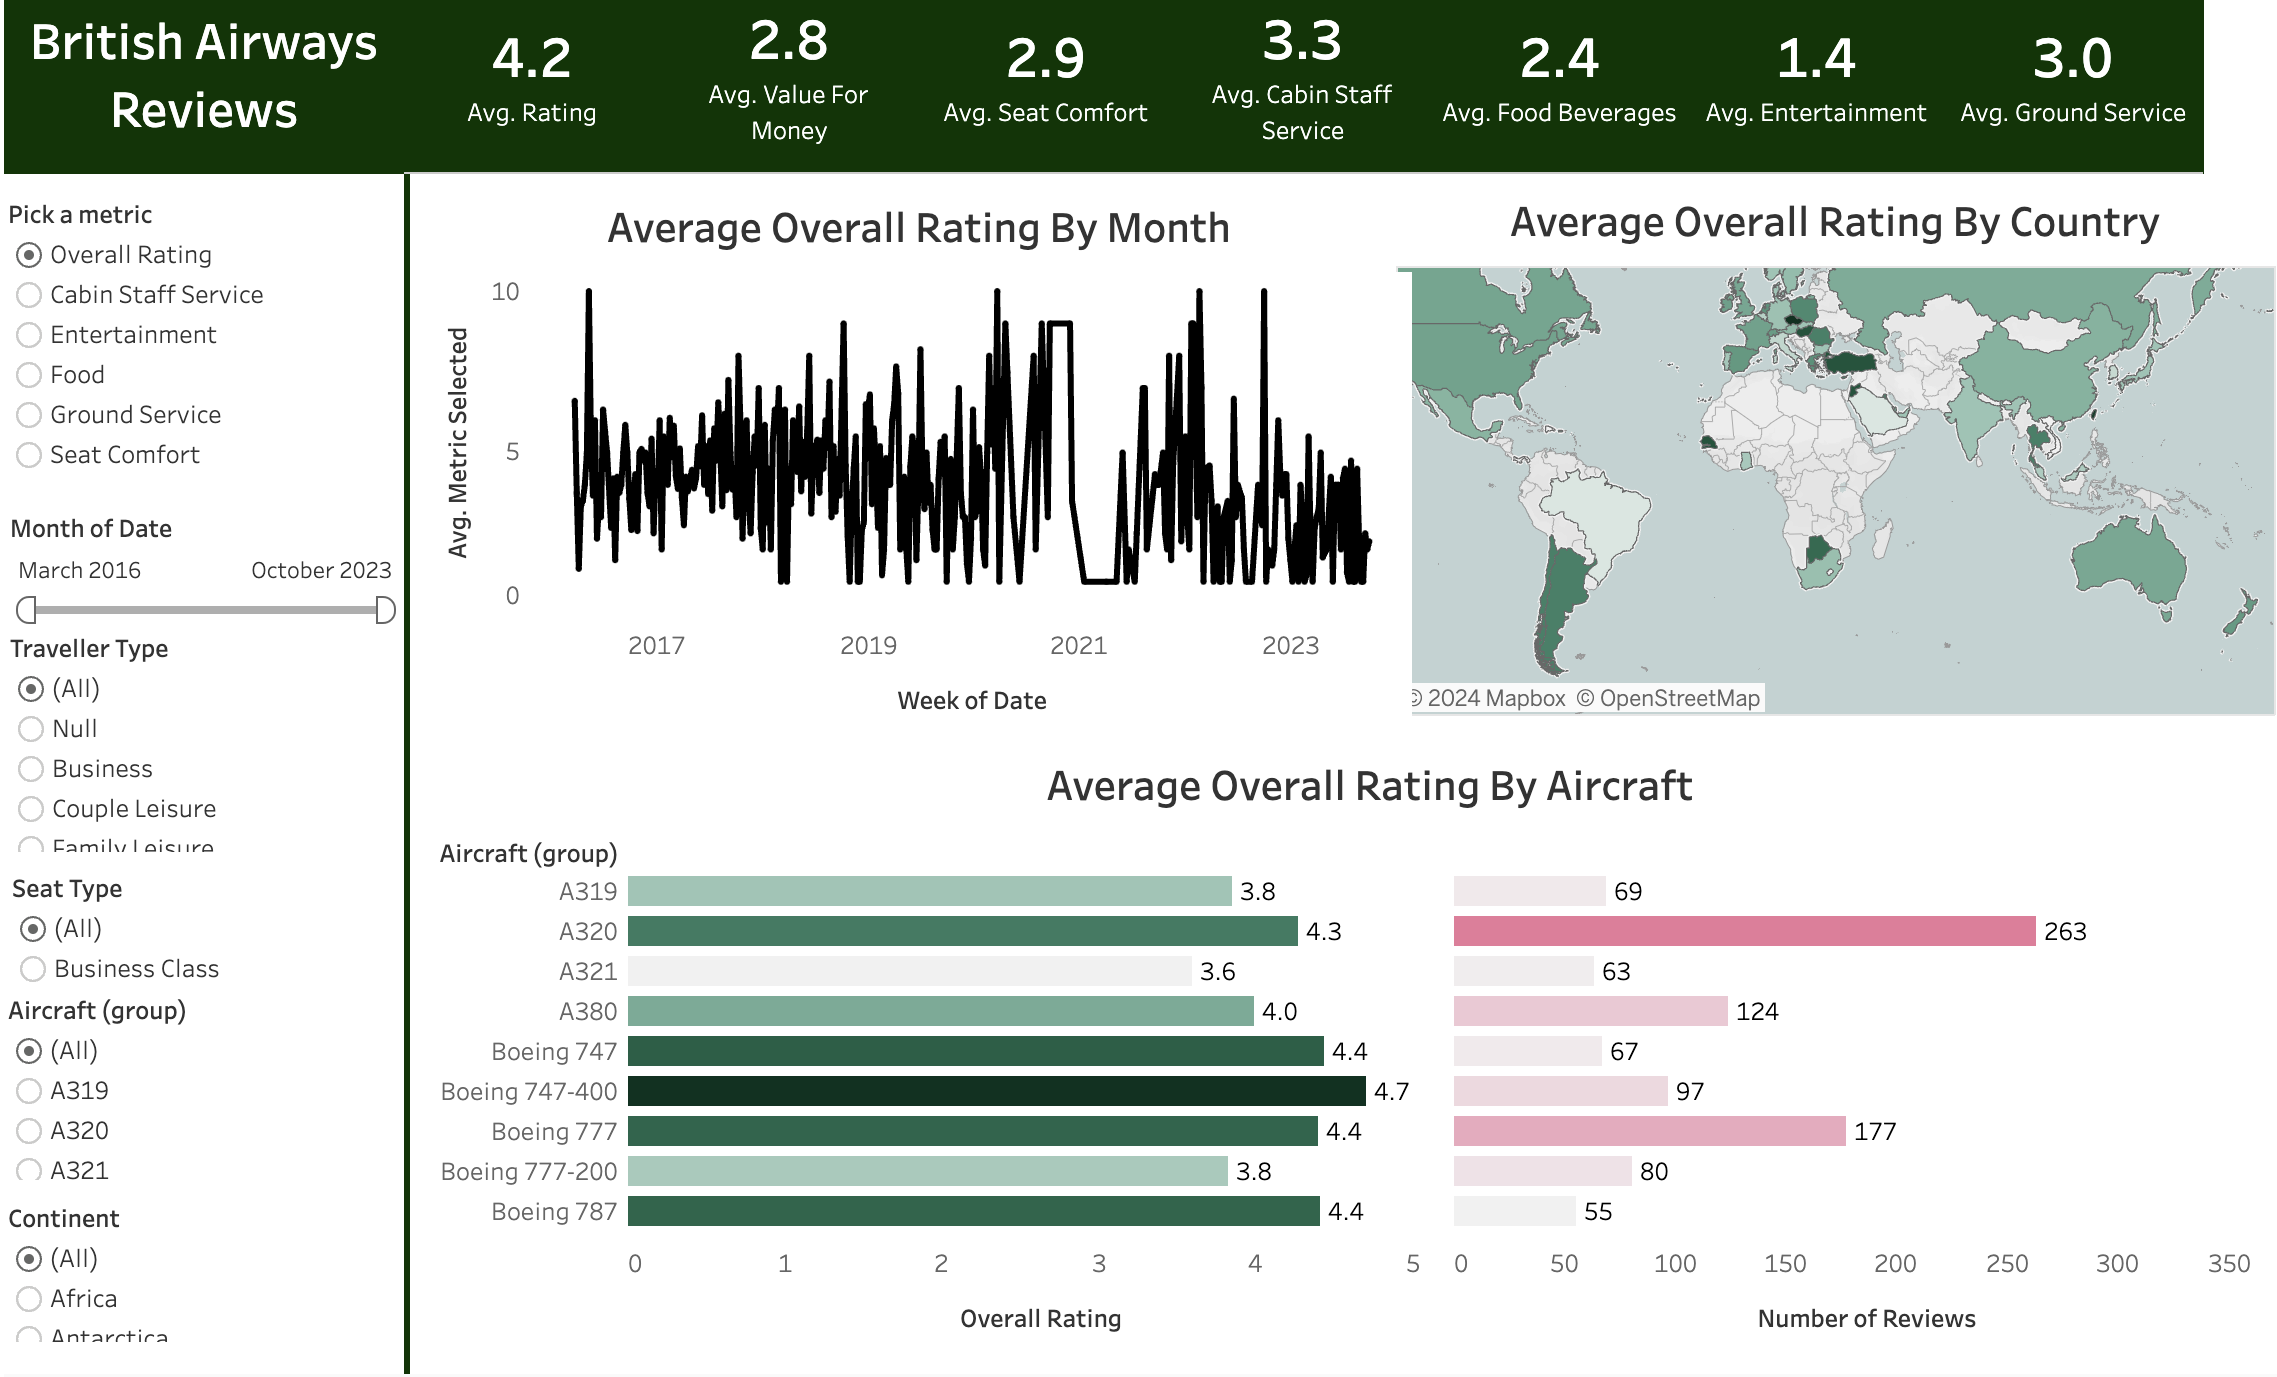 British Airways
Reviews
4.2
Avg. Rating
2.8
Avg. Value For
Money
2.9
Avg. Seat Comfort
3.3
Avg. Cabin Staff
Service
2.4
Avg. Food Beverages
1.4
Avg. Entertainment
3.0
Avg. Ground Service
Pick a metric
Overall Rating
Cabin Staff Service
Entertainment
Food
Ground Service
Seat Comfort
Month of Date
March 2016 October 2023
Traveller Type
(All)
Null
Business
Couple Leisure
Family Leisure
Seat Type
(All)
Business Class
Aircraft (group)
(All)
A319
A320
A321
Continent
(All)
Africa
Antarctica
Average Overall Rating By Month
Avg. Metric Selected
10
5
0
2017 2019 2021 2023
Week of Date
Average Overall Rating By Country
© 2024 Mapbox © OpenStreetMap
Average Overall Rating By Aircraft
Aircraft (group)
A319 3.8 69
A320 4.3 263
A321 3.6 63
A380 4.0 124
Boeing 747 4.4 67
Boeing 747-400 4.7 97
Boeing 777 4.4 177
Boeing 777-200 3.8 80
Boeing 787 4.4 55
0 1 2 3 4 5 0 50 100 150 200 250 300 350
Overall Rating Number of Reviews